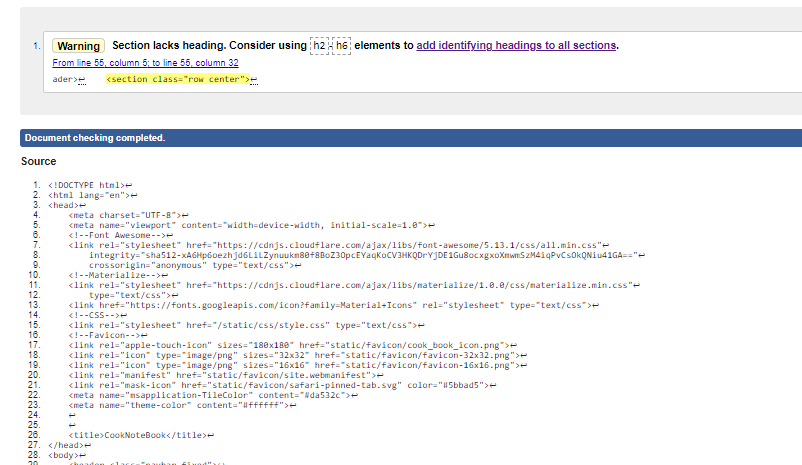 1. Warning Section lacks heading. Consider using h2-h6 elements to add identifying headings to all sections.
From line 55, column 5; to line 55, column 32
ader>↩    <section class="row center">↩
Document checking completed.
Source
1. <!DOCTYPE html>↩
2. <html lang="en">↩
3. <head>↩
4.     <meta charset="UTF-8">↩
5.     <meta name="viewport" content="width=device-width, initial-scale=1.0">↩
6.     <!--Font Awesome-->↩
7.     <link rel="stylesheet" href="https://cdnjs.cloudflare.com/ajax/libs/font-awesome/5.13.1/css/all.min.css"↩
8.         integrity="sha512-xA6Hp6oezhjd6LiLZynuukm80f8BoZ3OpcEYaqKoCV3HKQDrYjDE1Gu8ocxgxoXmwmSzM4iqPvCsOkQNiu41GA=="↩
9.         crossorigin="anonymous" type="text/css">↩
10.     <!--Materialize-->↩
11.     <link rel="stylesheet" href="https://cdnjs.cloudflare.com/ajax/libs/materialize/1.0.0/css/materialize.min.css"↩
12.         type="text/css">↩
13.     <link href="https://fonts.googleapis.com/icon?family=Material+Icons" rel="stylesheet" type="text/css">↩
14.     <!--CSS-->↩
15.     <link rel="stylesheet" href="/static/css/style.css" type="text/css">↩
16.     <!--Favicon-->↩
17.     <link rel="apple-touch-icon" sizes="180x180" href="static/favicon/cook_book_icon.png">↩
18.     <link rel="icon" type="image/png" sizes="32x32" href="static/favicon/favicon-32x32.png">↩
19.     <link rel="icon" type="image/png" sizes="16x16" href="static/favicon/favicon-16x16.png">↩
20.     <link rel="manifest" href="static/favicon/site.webmanifest">↩
21.     <link rel="mask-icon" href="static/favicon/safari-pinned-tab.svg" color="#5bbad5">↩
22.     <meta name="msapplication-TileColor" content="#da532c">↩
23.     <meta name="theme-color" content="#ffffff">↩
24.     ↩
25.     ↩
26.     <title>CookNoteBook</title>↩
27. </head>↩
28. <body>↩
29     <header class="navbar-fixed">↩